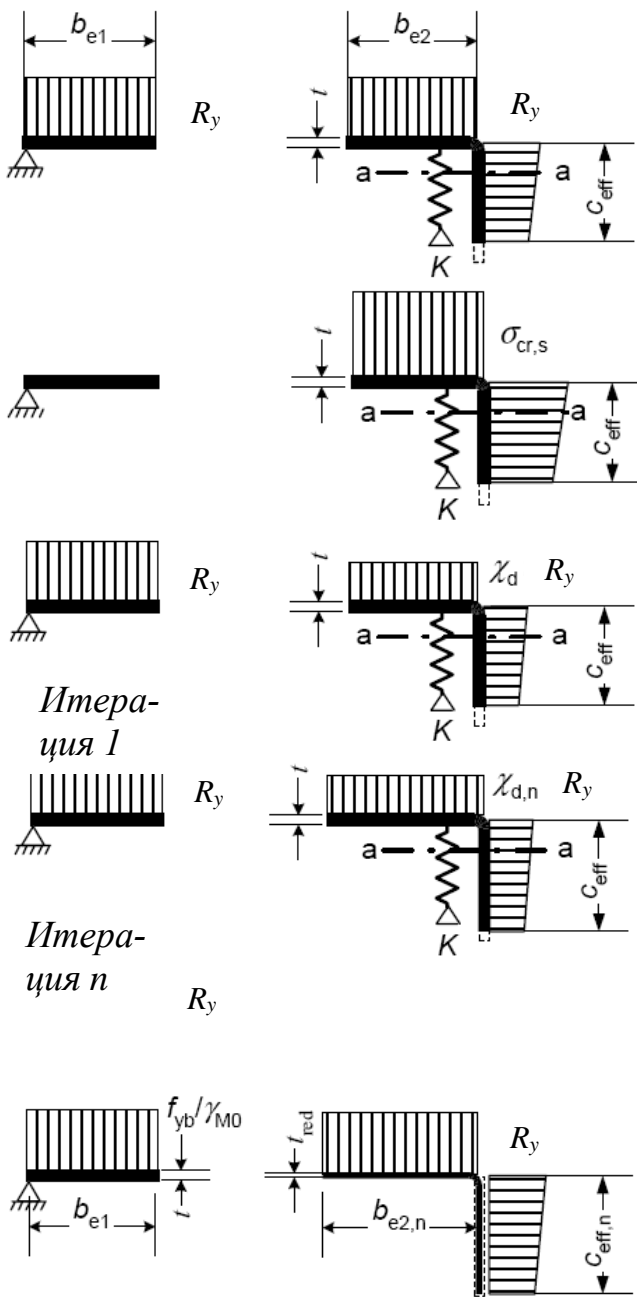 b_e1
b_e2
R_y
t
R_y
a
a
c_eff
K
t
σ_cr,s
a
a
c_eff
K
R_y
t
χ_d
R_y
a
a
c_eff
K
Итера-
ция 1
R_y
t
χ_d,n
R_y
a
a
c_eff
K
Итера-
ция n
R_y
f_yb/γ_M0
t_red
R_y
t
b_e1
b_e2,n
c_eff,n